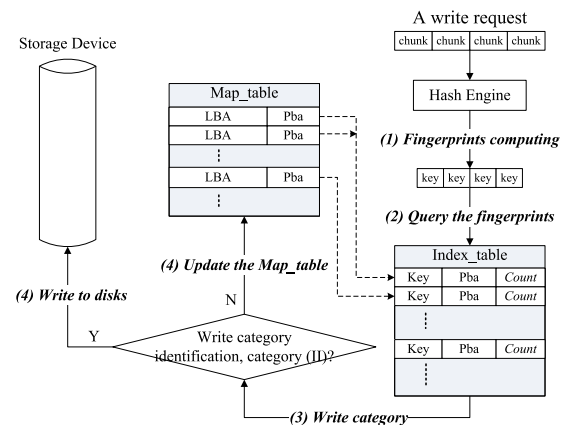 A write request
chunk chunk chunk chunk
Storage Device
Map_table
Hash Engine
LBA Pba
LBA Pba
(1) Fingerprints computing
LBA Pba
key key key key
(2) Query the fingerprints
Index_table
(4) Update the Map_table
Key Pba Count
(4) Write to disks
Key Pba Count
N
Y
Write category
identification, category (II)?
Key Pba Count
(3) Write category